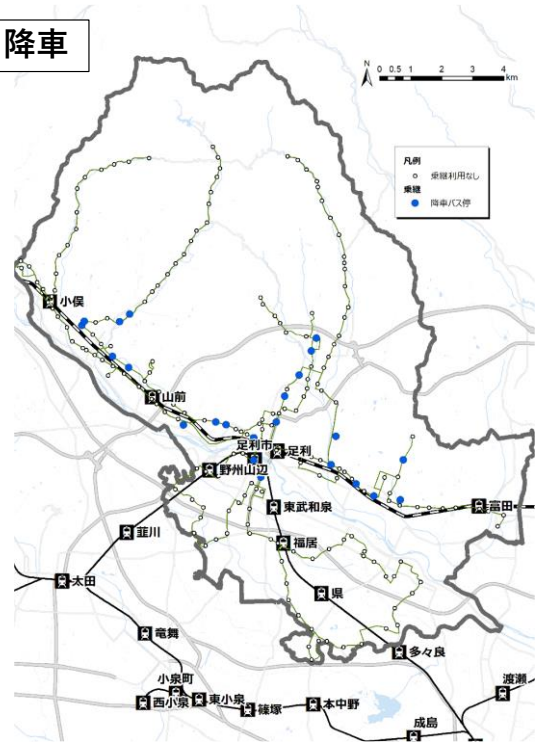 降車
N
0 0.5 1 2 3 4
km
凡例
乗継利用なし
乗継
降車バス停
小俣
山前
足利市
足利
野州山辺
富田
東武和泉
韮川
福居
太田
県
竜舞
多々良
小泉町
渡瀬
西小泉
東小泉
篠塚
本中野
成島